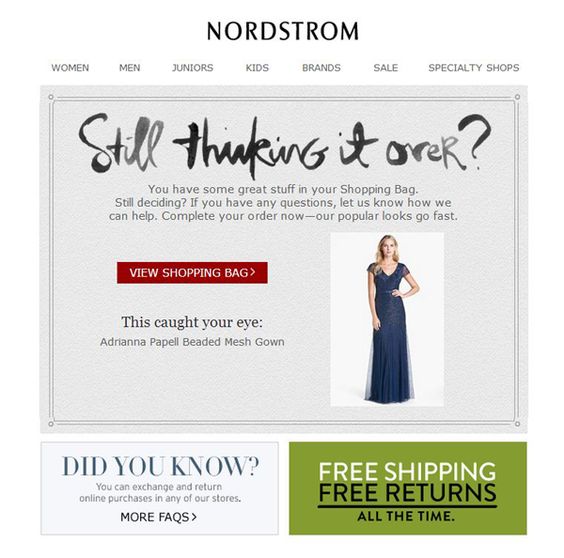 NORDSTROM
WOMEN MEN JUNIORS KIDS BRANDS SALE SPECIALTY SHOPS
Still thinking it over?
You have some great stuff in your Shopping Bag.
Still deciding? If you have any questions, let us know how we
can help. Complete your order now—our popular looks go fast.
VIEW SHOPPING BAG>
This caught your eye:
Adrianna Papell Beaded Mesh Gown
DID YOU KNOW?
You can exchange and return
online purchases in any of our stores.
MORE FAQS>
FREE SHIPPING
FREE RETURNS
ALL THE TIME.